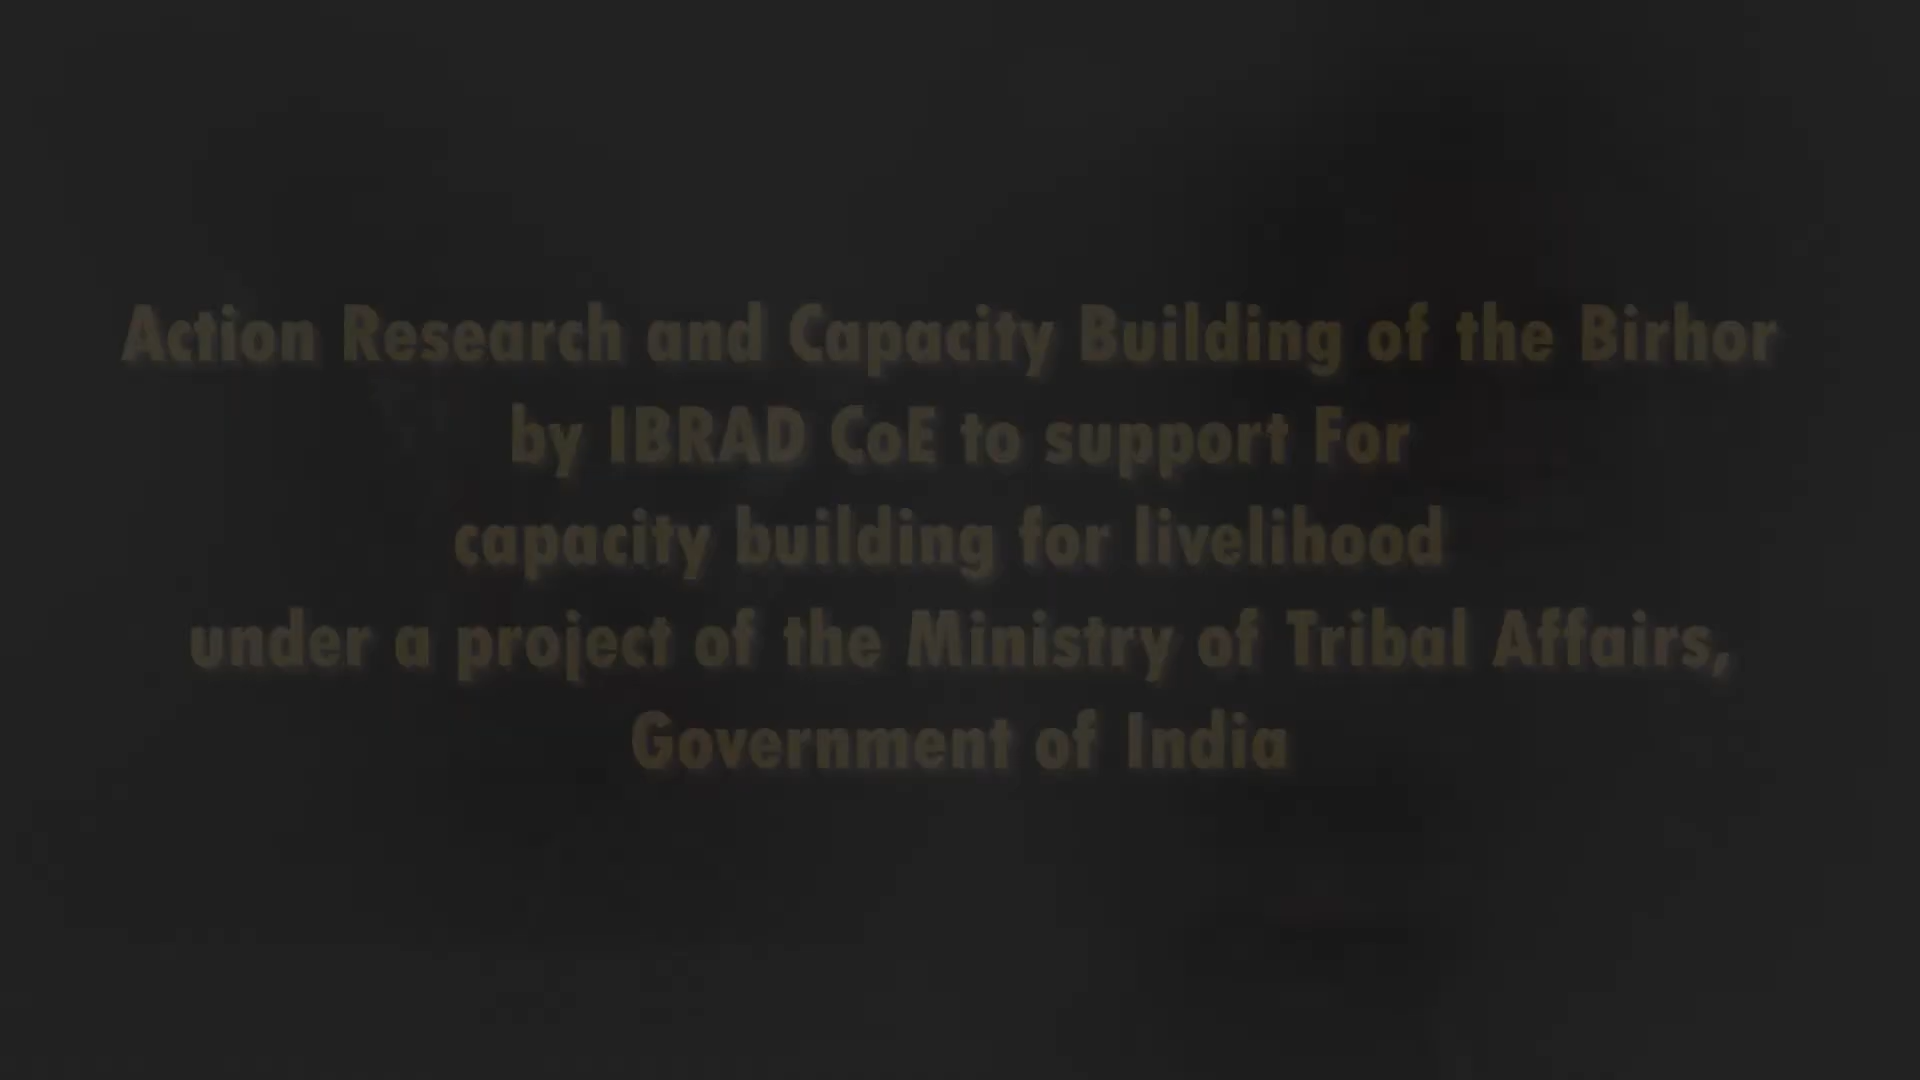 Action Research and Capacity Building of the Birhor
by IBRAD CoE to support For
capacity building for livelihood
under a project of the Ministry of Tribal Affairs,
Government of India